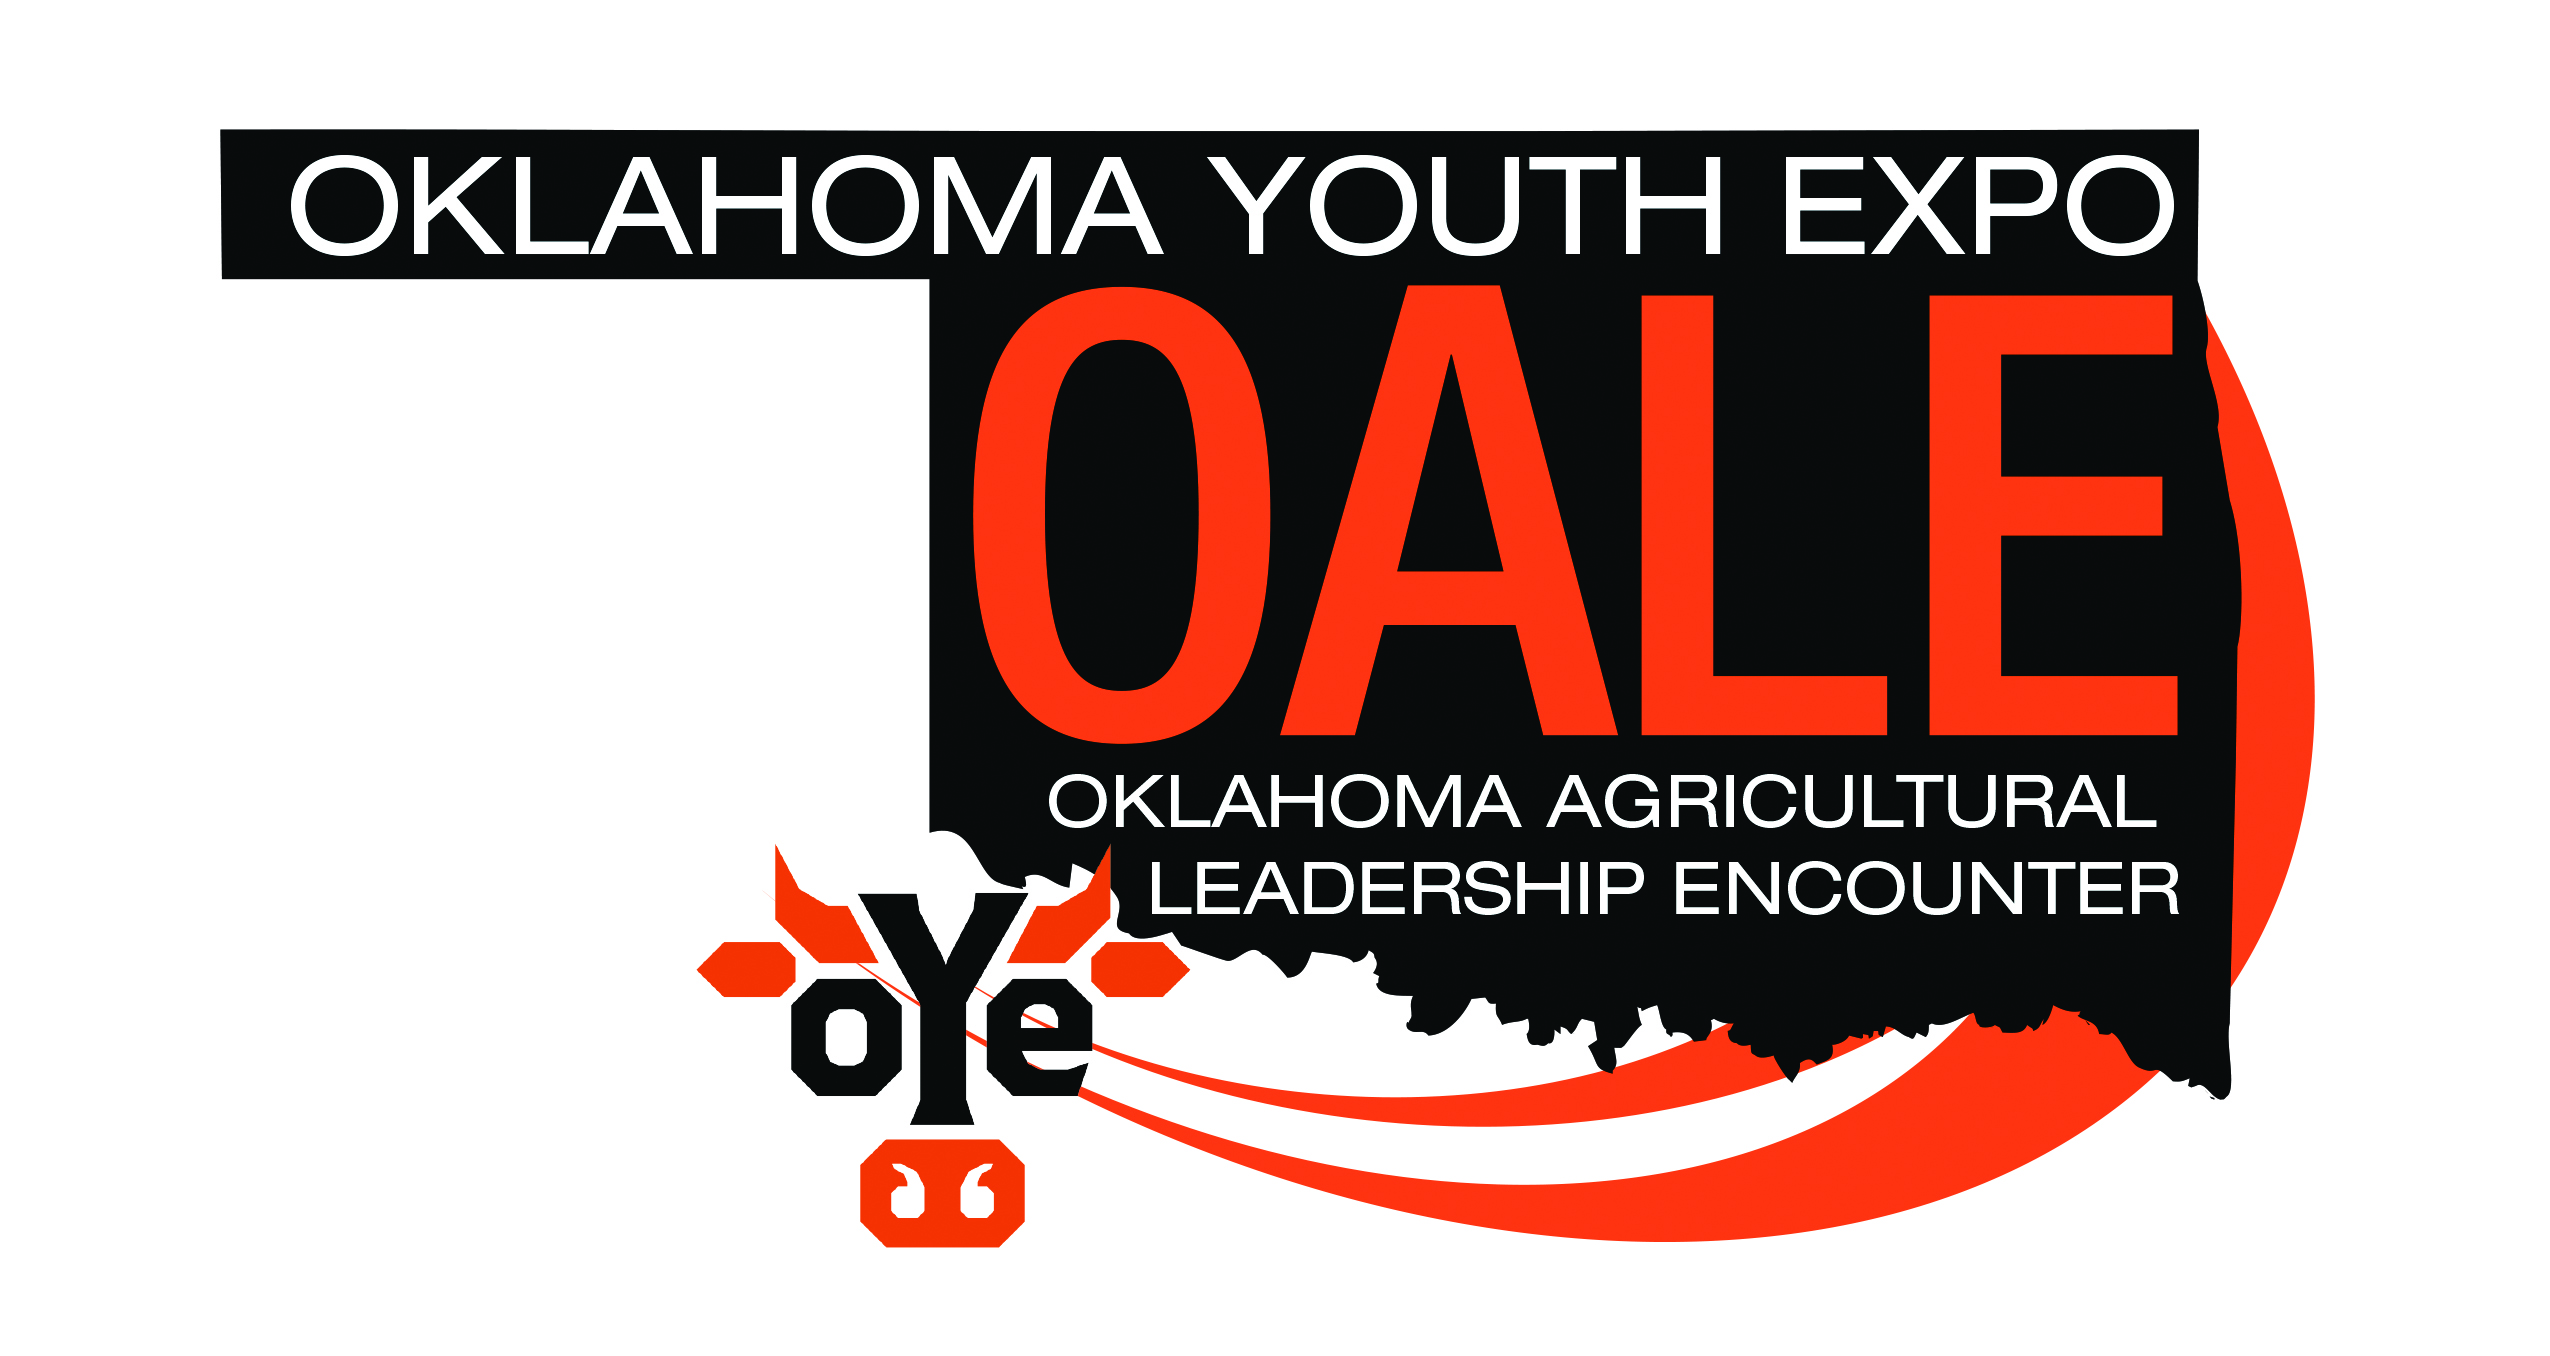 OKLAHOMA YOUTH EXPO
OALE
OKLAHOMA AGRICULTURAL
LEADERSHIP ENCOUNTER
oYe